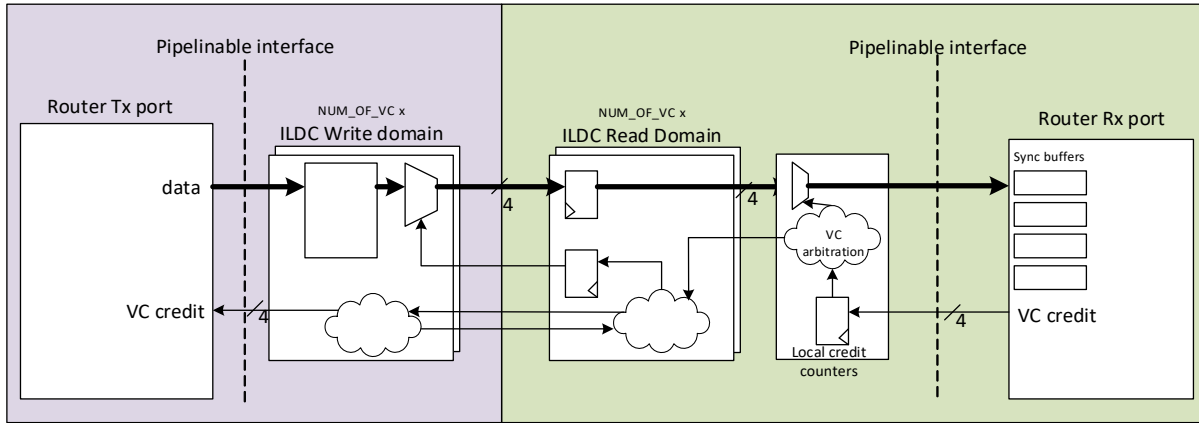 Pipelinable interface
Pipelinable interface
Router Tx port
NUM_OF_VC x
ILDC Write domain
NUM_OF_VC x
ILDC Read Domain
Router Rx port
Sync buffers
data
4
4
VC
arbitration
VC credit
4
4
VC credit
Local credit
counters